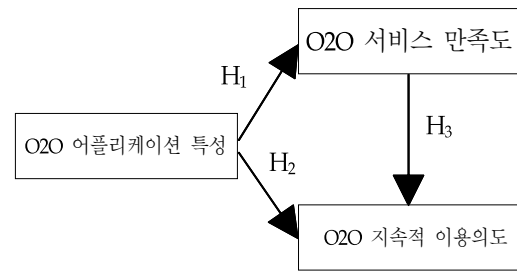 O2O 서비스 만족도
H₁
H₃
O2O 어플리케이션 특성
H₂
O2O 지속적 이용의도